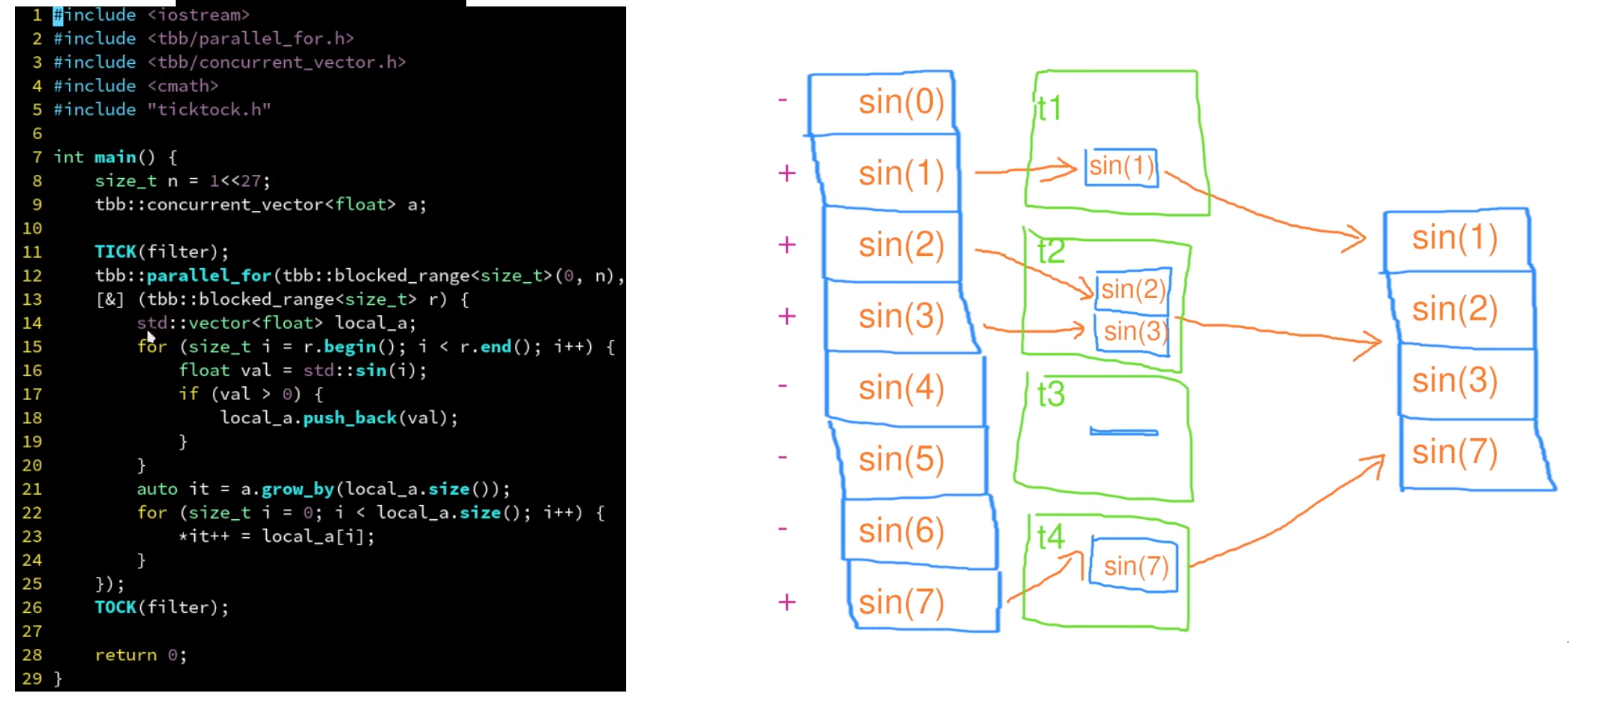 1 #include <iostream>
2 #include <tbb/parallel_for.h>
3 #include <tbb/concurrent_vector.h>
4 #include <cmath>
5 #include "ticktock.h"
6
7 int main() {
8     size_t n = 1<<27;
9     tbb::concurrent_vector<float> a;
10
11     TICK(filter);
12     tbb::parallel_for(tbb::blocked_range<size_t>(0, n),
13     [&] (tbb::blocked_range<size_t> r) {
14         std::vector<float> local_a;
15         for (size_t i = r.begin(); i < r.end(); i++) {
16             float val = std::sin(i);
17             if (val > 0) {
18                 local_a.push_back(val);
19             }
20         }
21         auto it = a.grow_by(local_a.size());
22         for (size_t i = 0; i < local_a.size(); i++) {
23             *it++ = local_a[i];
24         }
25     });
26     TOCK(filter);
27
28     return 0;
29 }
- sin(0)
+ sin(1)
+ sin(2)
+ sin(3)
- sin(4)
- sin(5)
- sin(6)
+ sin(7)
t1
sin(1)
t2
sin(2)
sin(3)
t3
t4
sin(7)
sin(1)
sin(2)
sin(3)
sin(7)